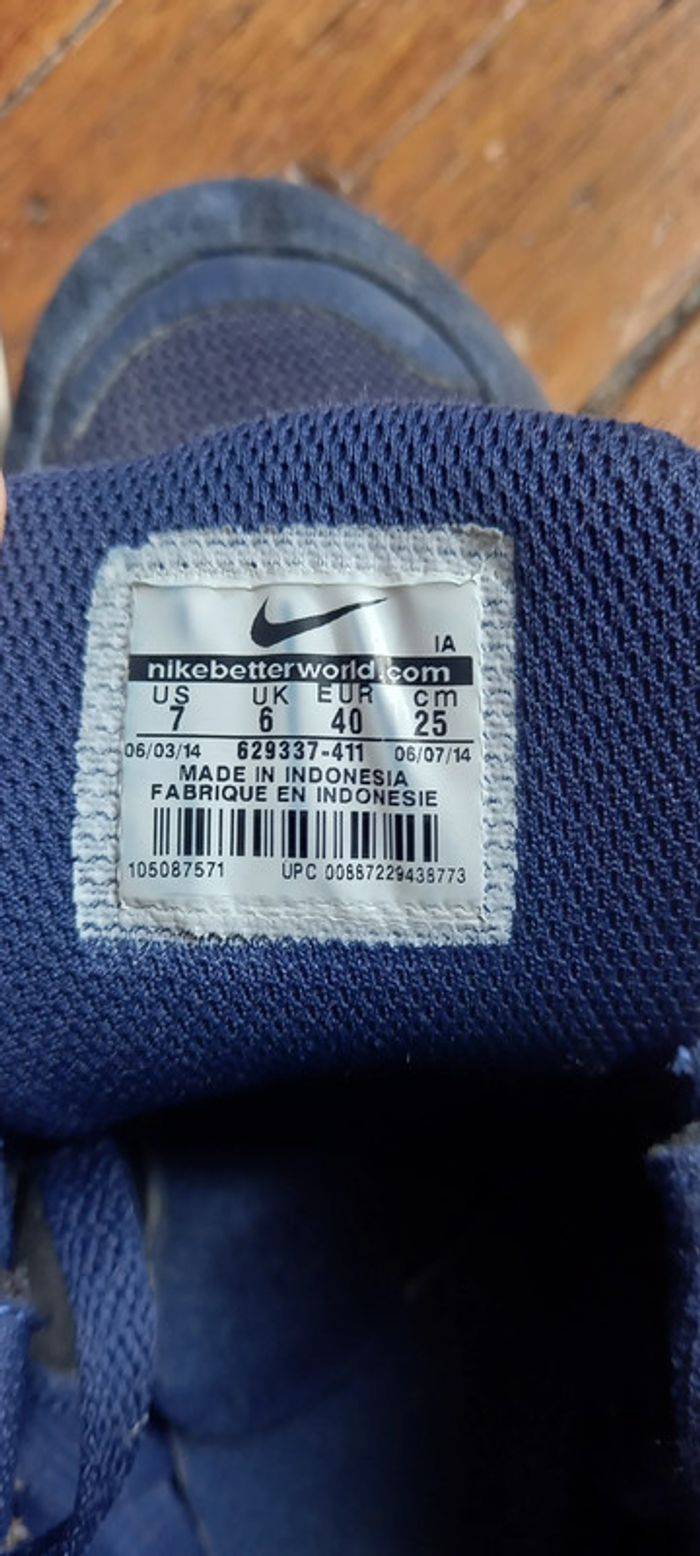 IA
nikebetterworld.com
US UK EUR cm
7 6 40 25
06/03/14 629337-411 06/07/14
MADE IN INDONESIA
FABRIQUE EN INDONESIE
105087571 UPC 00887229438773